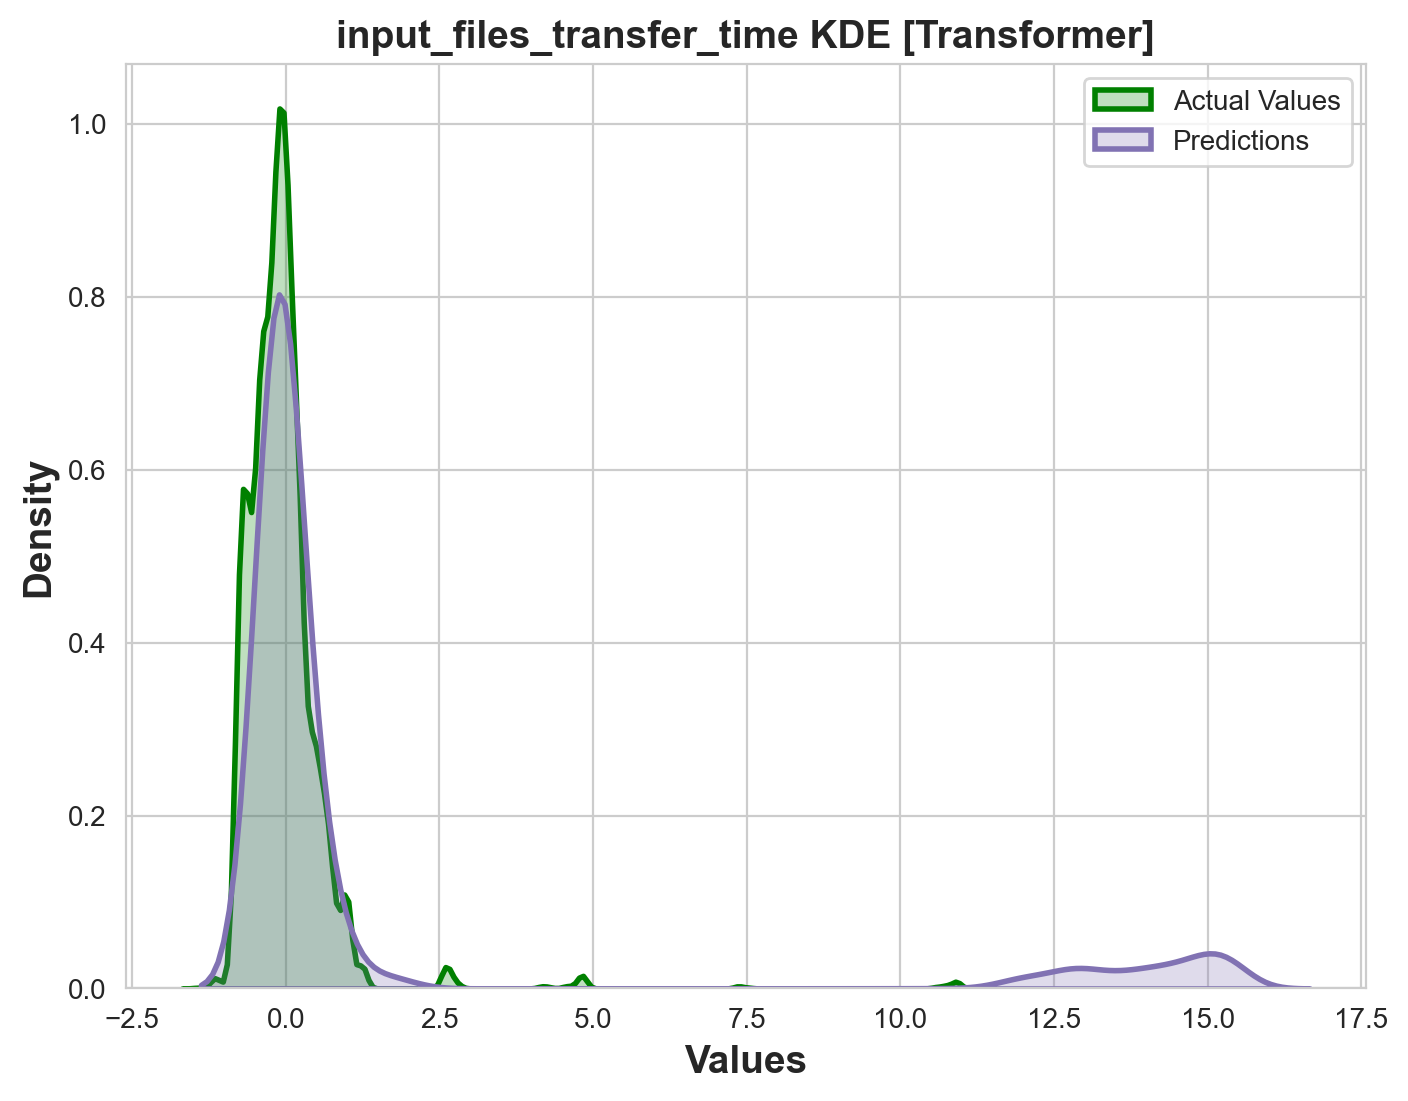 input_files_transfer_time KDE [Transformer]
Actual Values
Predictions
Density
1.0
0.8
0.6
0.4
0.2
0.0
−2.5 0.0 2.5 5.0 7.5 10.0 12.5 15.0 17.5
Values